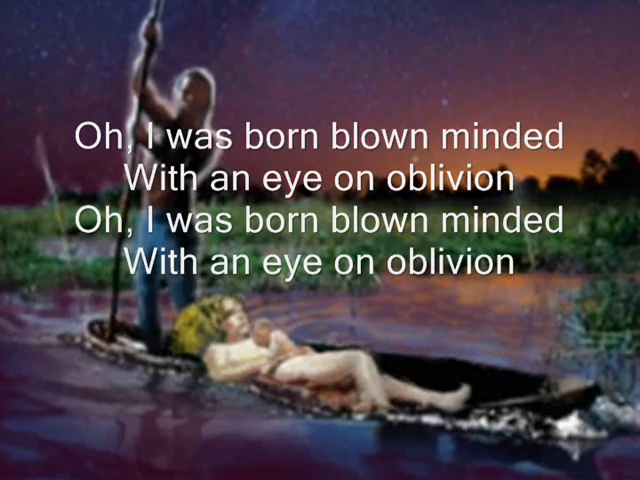 Oh, I was born blown minded
With an eye on oblivion
Oh, I was born blown minded
With an eye on oblivion